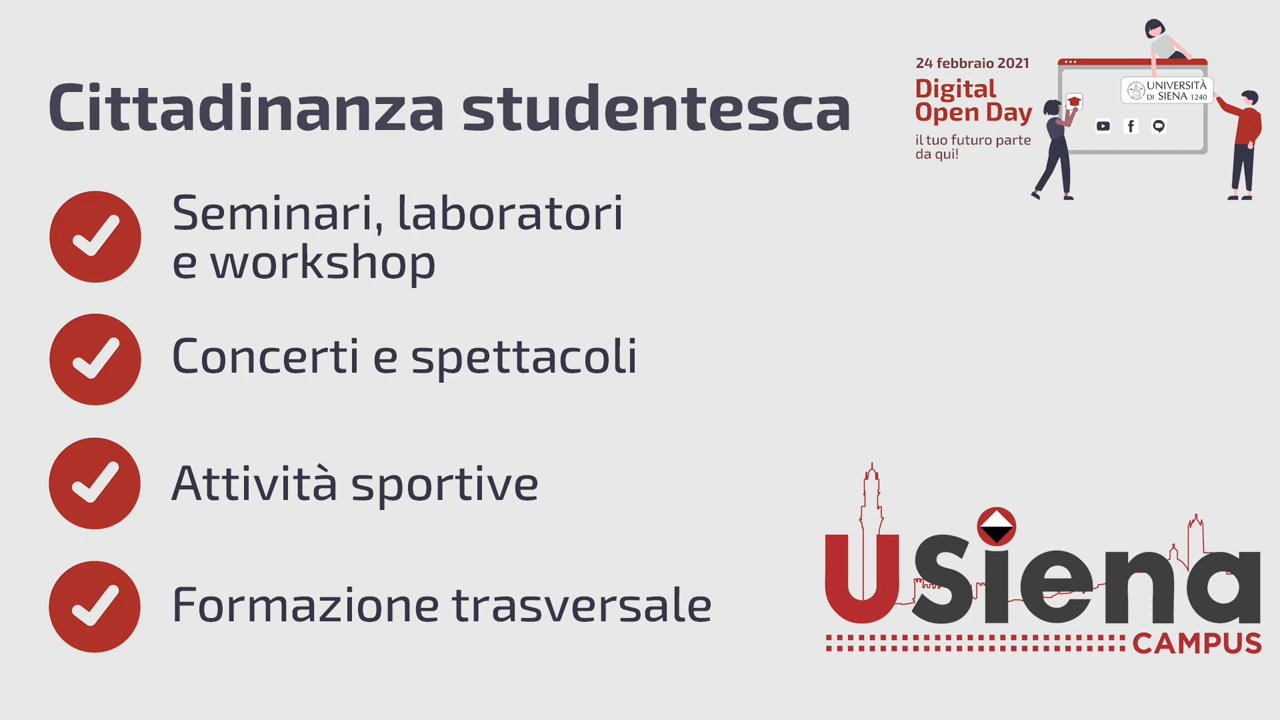 Cittadinanza studentesca
24 febbraio 2021
Digital
Open Day
il tuo futuro parte
da qui!
UNIVERSITÀ
DI SIENA 1240
Seminari, laboratori
e workshop
Concerti e spettacoli
Attività sportive
Formazione trasversale
USiena
CAMPUS